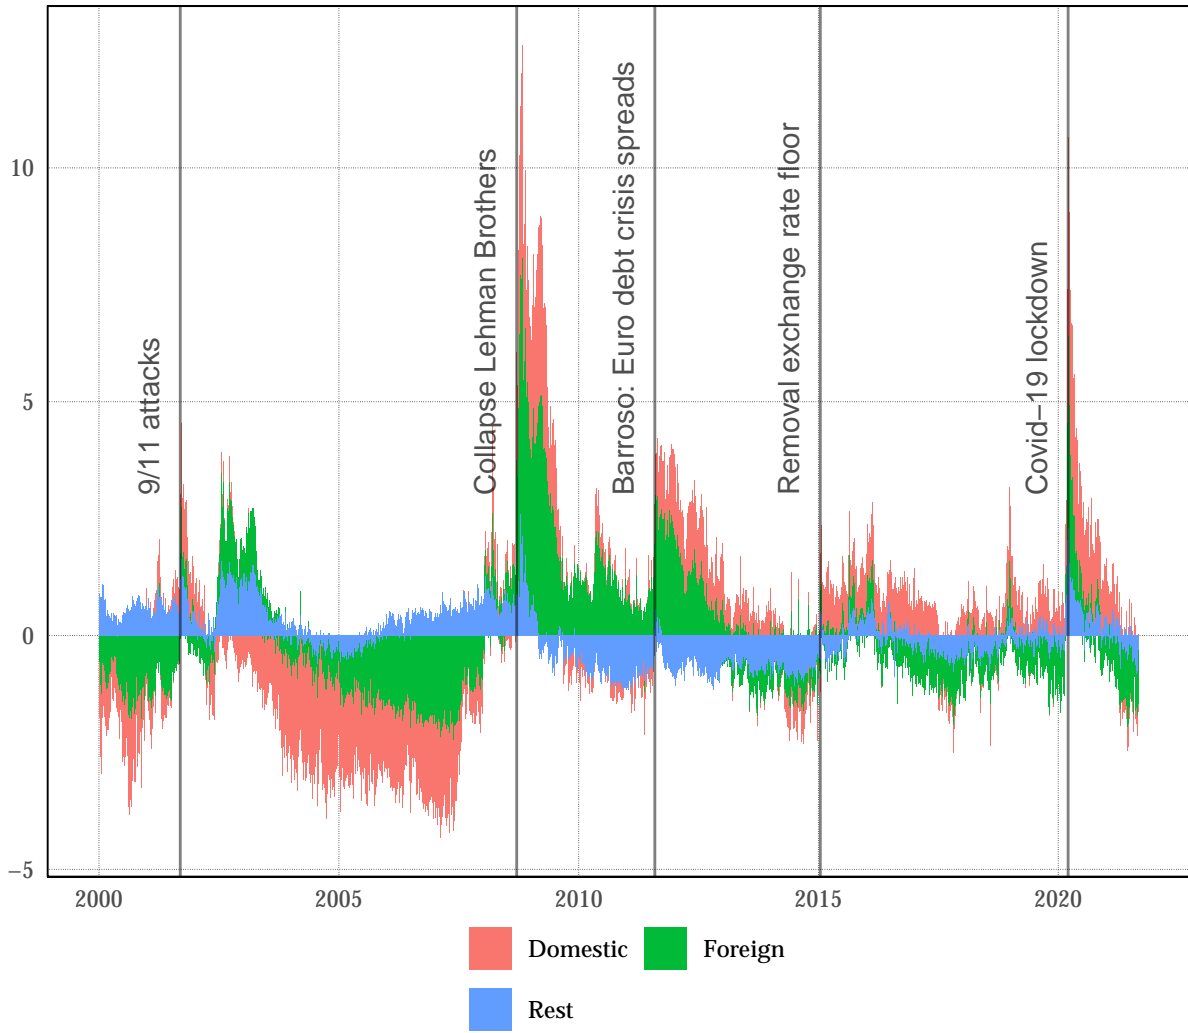 10
5
0
−5
9/11 attacks
Collapse Lehman Brothers
Barroso: Euro debt crisis spreads
Removal exchange rate floor
Covid−19 lockdown
2000
2005
2010
2015
2020
Domestic
Foreign
Rest